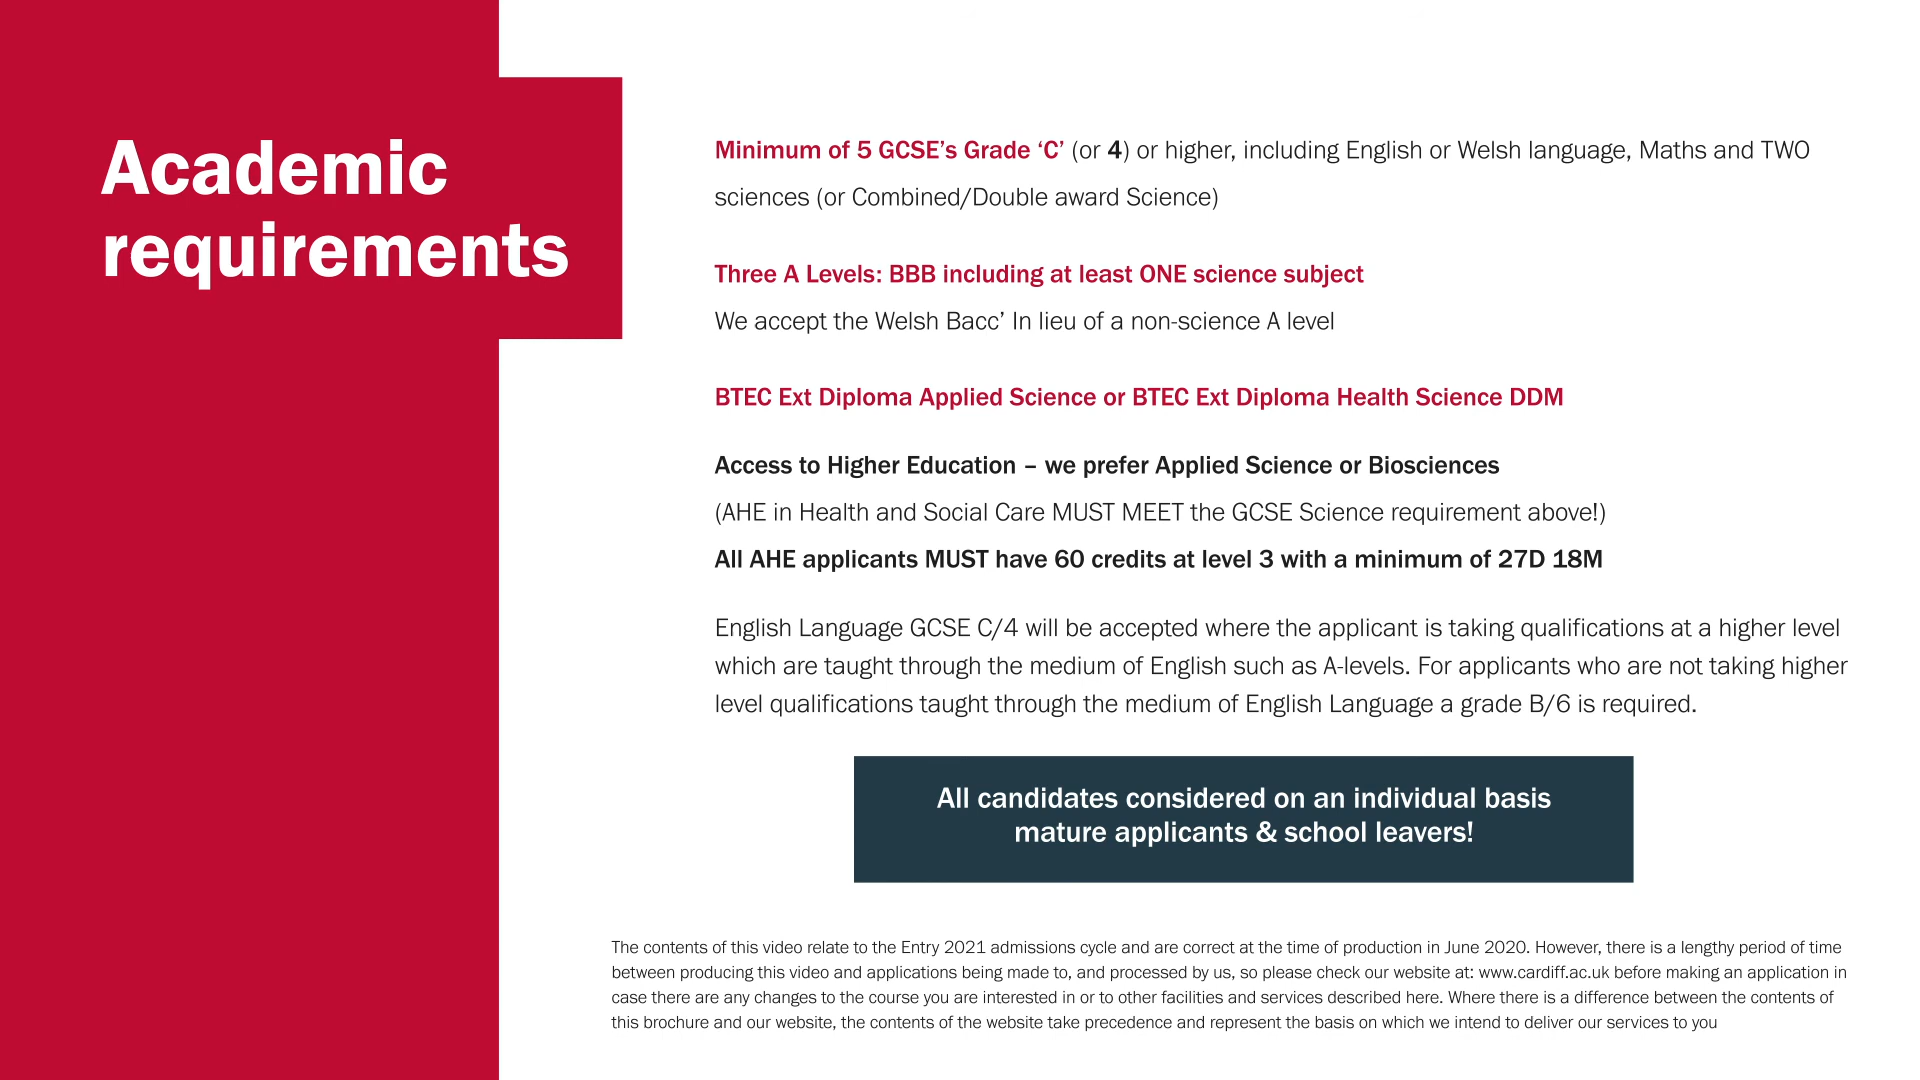 Academic
requirements
Minimum of 5 GCSE’s Grade ‘C’ (or 4) or higher, including English or Welsh language, Maths and TWO
sciences (or Combined/Double award Science)
Three A Levels: BBB including at least ONE science subject
We accept the Welsh Bacc’ In lieu of a non-science A level
BTEC Ext Diploma Applied Science or BTEC Ext Diploma Health Science DDM
Access to Higher Education – we prefer Applied Science or Biosciences
(AHE in Health and Social Care MUST MEET the GCSE Science requirement above!)
All AHE applicants MUST have 60 credits at level 3 with a minimum of 27D 18M
English Language GCSE C/4 will be accepted where the applicant is taking qualifications at a higher level
which are taught through the medium of English such as A-levels. For applicants who are not taking higher
level qualifications taught through the medium of English Language a grade B/6 is required.
All candidates considered on an individual basis
mature applicants & school leavers!
The contents of this video relate to the Entry 2021 admissions cycle and are correct at the time of production in June 2020. However, there is a lengthy period of time
between producing this video and applications being made to, and processed by us, so please check our website at: www.cardiff.ac.uk before making an application in
case there are any changes to the course you are interested in or to other facilities and services described here. Where there is a difference between the contents of
this brochure and our website, the contents of the website take precedence and represent the basis on which we intend to deliver our services to you